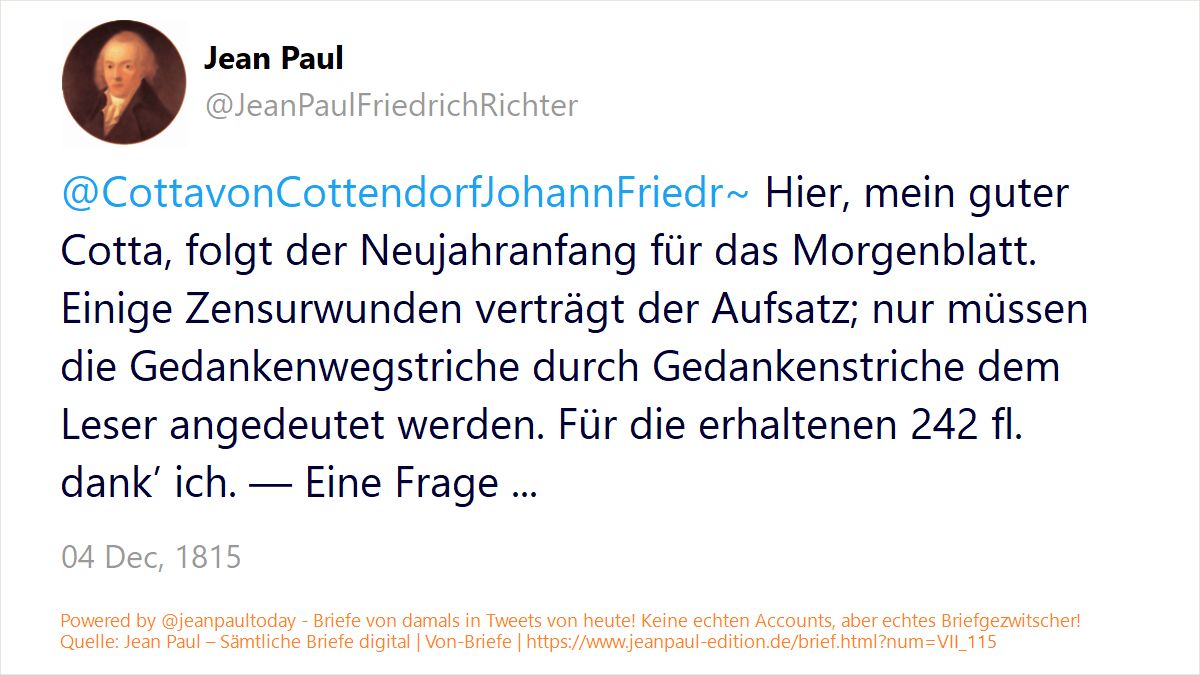 Jean Paul
@JeanPaulFriedrichRichter
@CottavonCottendorfJohannFriedr~ Hier, mein guter
Cotta, folgt der Neujahranfang für das Morgenblatt.
Einige Zensurwunden verträgt der Aufsatz; nur müssen
die Gedankenwegstriche durch Gedankenstriche dem
Leser angedeutet werden. Für die erhaltenen 242 fl.
dank’ ich. — Eine Frage ...
04 Dec, 1815
Powered by @jeanpaultoday - Briefe von damals in Tweets von heute! Keine echten Accounts, aber echtes Briefgezwitscher!
Quelle: Jean Paul – Sämtliche Briefe digital | Von-Briefe | https://www.jeanpaul-edition.de/brief.html?num=VII_115